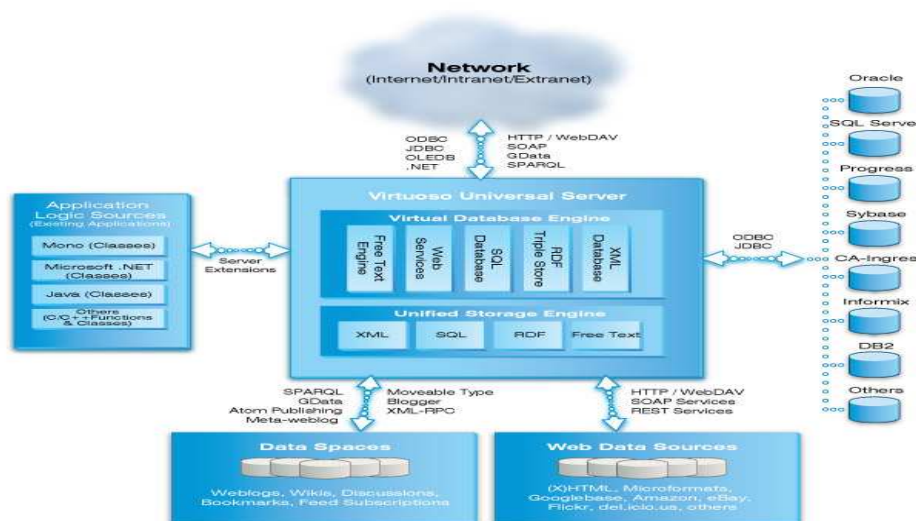 Network
(Internet/Intranet/Extranet)
ODBC
JDBC
OLEDB
.NET
HTTP / WebDAV
SOAP
GData
SPARQL
Application
Logic Sources
(Existing Applications)
Mono (Classes)
Microsoft .NET
(Classes)
Java (Classes)
Others
(C/C++Functions
& Classes)
Server
Extensions
Virtuoso Universal Server
Virtual Database Engine
Free Text
Engine
Web
Services
SQL
Database
RDF
Triple Store
XML
Database
Unified Storage Engine
XML
SQL
RDF
Free Text
ODBC
JDBC
Oracle
SQL Serve
Progress
Sybase
CA-Ingres
Informix
DB2
Others
SPARQL
GData
Atom Publishing
Meta-weblog
Moveable Type
Blogger
XML-RPC
HTTP / WebDAV
SOAP Services
REST Services
Data Spaces
Weblogs, Wikis, Discussions,
Bookmarks, Feed Subscriptions
Web Data Sources
(X)HTML, Microformats,
Googlebase, Amazon, eBay,
Flickr, del.icio.us, others